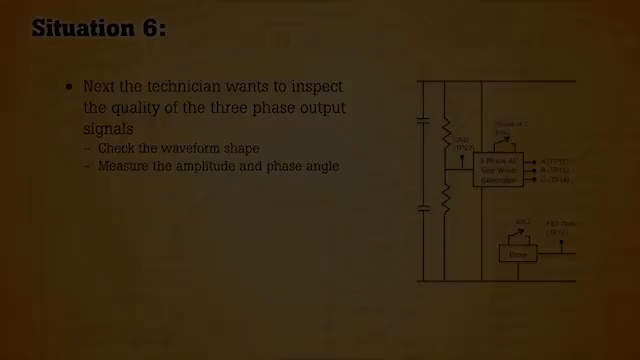 Situation 6:
• Next the technician wants to inspect
the quality of the three phase output
signals
– Check the waveform shape
– Measure the amplitude and phase angle
3-Phase AC
Sine Wave
Generator
Drive